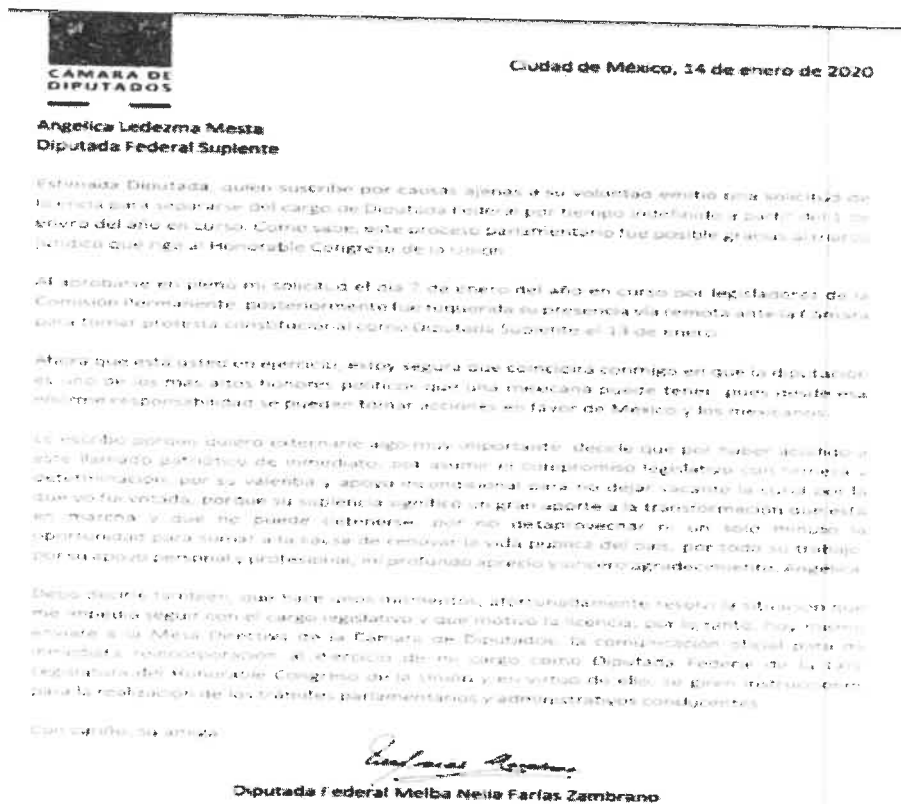 CÁMARA DE
DIPUTADOS
Ciudad de México, 14 de enero de 2020
Angélica Ledezma Mesta
Diputada Federal Suplente
Estimada Diputada, quien suscribe por causas ajenas a su voluntad emitió una solicitud de
licencia para separarse del cargo de Diputada Federal por tiempo indefinido a partir del de
enero del año en curso. Como sabe, este proceso parlamentario fue posible gracias al marco
jurídico que rige al Honorable Congreso de la Unión.
Al aprobarse en pleno mi solicitud el día 7 de enero del año en curso por legisladores de la
Comisión Permanente, posteriormente fue requerida su presencia vía remota ante la Cámara
para tomar protesta constitucional como Diputada Suplente el 13 de enero.
Ahora que está usted en ejercicio, estoy segura que coincidirá conmigo en que la diputación
es uno de los más altos honores políticos que una mexicana puede tener, pues desde esa
enorme responsabilidad se pueden tomar acciones en favor de México y los mexicanos.
Le escribo porque quiero externarle algo muy importante, decirle que por haber acudido a
este llamado patriótico de inmediato, por asumir el compromiso legislativo con
determinación, por su valentía y apoyo incondicional para no dejar vacante la curul por la
que yo fui votada, porque su suplencia significó un gran aporte a la transformación que está
en marcha y que no puede detenerse, por no desaprovechar ni un solo minuto la
oportunidad para sumar a la causa de renovar la vida pública del país, por todo su trabajo,
por su apoyo personal y profesional, mi profundo aprecio y sincero agradecimiento, Angélica.
Debo decirle también, que hace unos momentos, afortunadamente resolví la situación que
me impedía seguir con el cargo legislativo y que motivó la licencia, por lo tanto, hoy mismo
enviaré a la Mesa Directiva de la Cámara de Diputados, la comunicación oficial para mi
inmediata reincorporación al ejercicio de mi cargo como Diputada Federal de la
Legislatura del Honorable Congreso de la Unión y en virtud de ello, se giren instrucciones
para la realización de los trámites parlamentarios y administrativos conducentes.
Con cariño, su amiga
Diputada Federal Melba Nelia Farías Zambrano